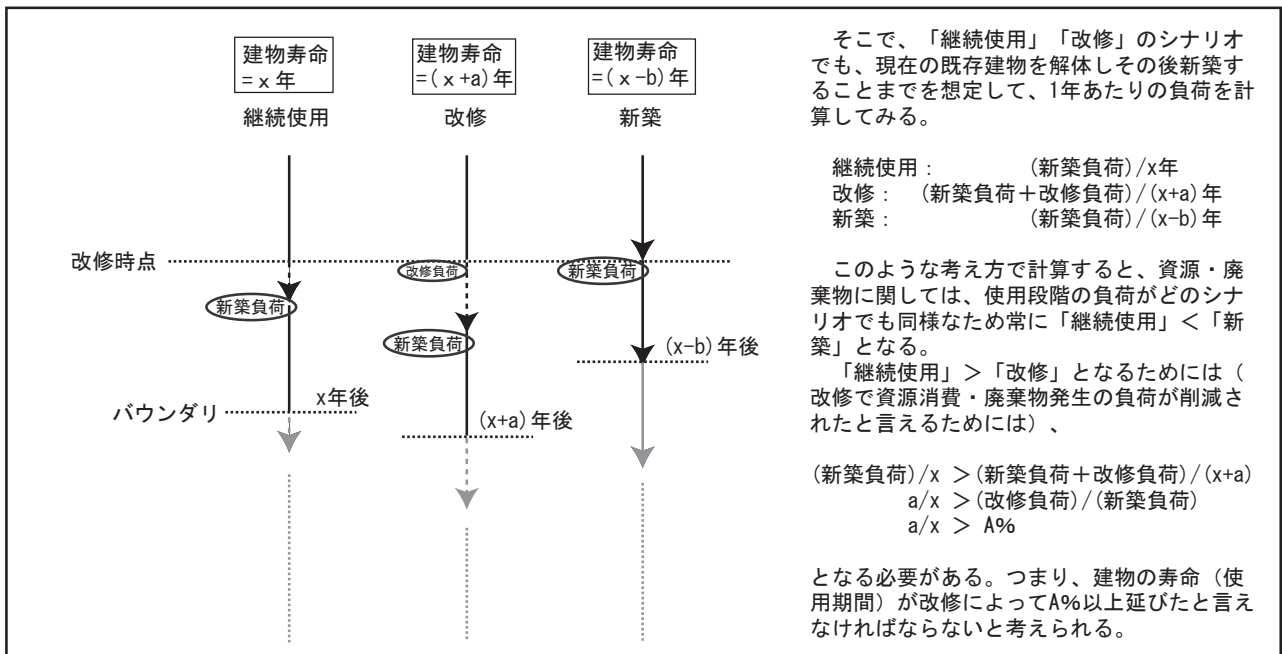 建物寿命
=x年
継続使用
建物寿命
=(x+a)年
改修
建物寿命
=(x-b)年
新築
改修時点
改修負荷
新築負荷
新築負荷
新築負荷
(x-b)年後
x年後
バウンダリ
(x+a)年後
そこで、「継続使用」「改修」のシナリオ
でも、現在の既存建物を解体しその後新築す
ることまでを想定して、1年あたりの負荷を計
算してみる。
継続使用: (新築負荷)/x年
改修: (新築負荷+改修負荷)/(x+a)年
新築: (新築負荷)/(x-b)年
このような考え方で計算すると、資源・廃
棄物に関しては、使用段階の負荷がどのシナ
リオでも同様なため常に「継続使用」<「新
築」となる。
「継続使用」>「改修」となるためには(
改修で資源消費・廃棄物発生の負荷が削減さ
れたと言えるためには)、
(新築負荷)/x >(新築負荷+改修負荷)/(x+a)
a/x >(改修負荷)/(新築負荷)
a/x > A%
となる必要がある。つまり、建物の寿命(使
用期間)が改修によってA%以上延びたと言え
なければならないと考えられる。